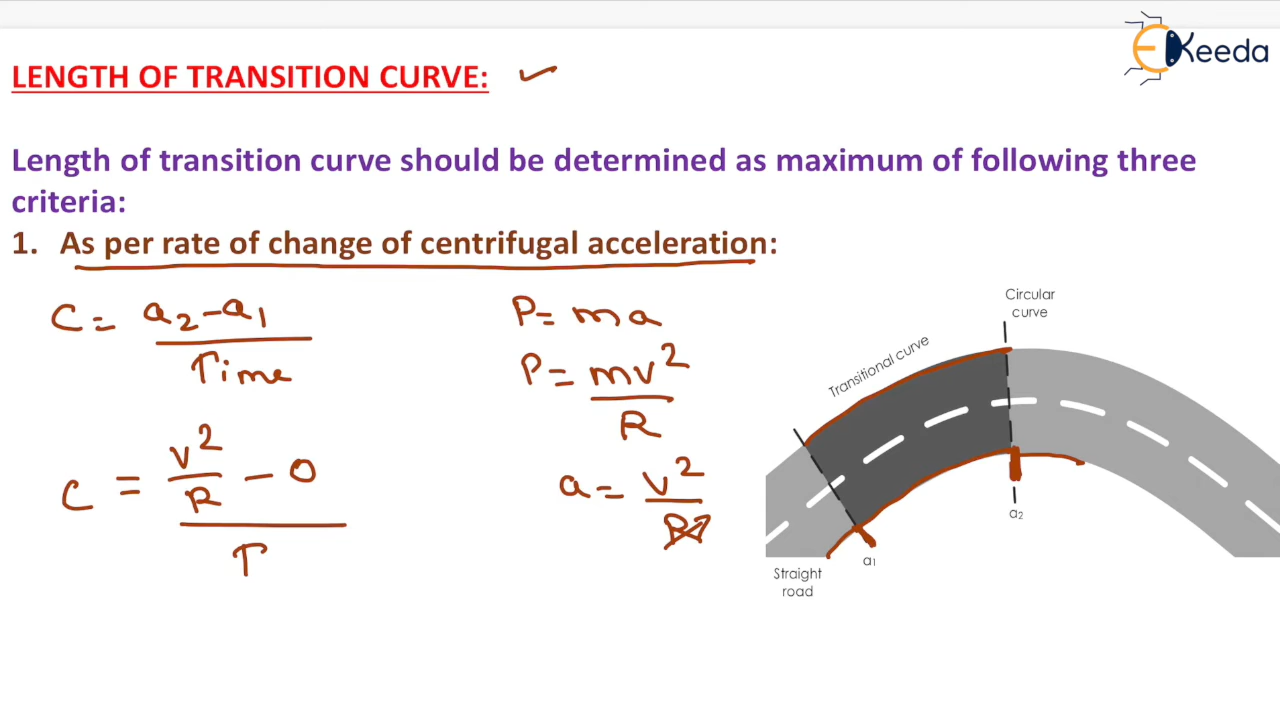 EKeeda
LENGTH OF TRANSITION CURVE:
Length of transition curve should be determined as maximum of following three
criteria:
1. As per rate of change of centrifugal acceleration:
C = a₂ - a₁
Time
C = v²/R - 0
T
P = ma
P = mv²
R
a = v²
R
Circular
curve
Transitional curve
a₂
a₁
Straight
road